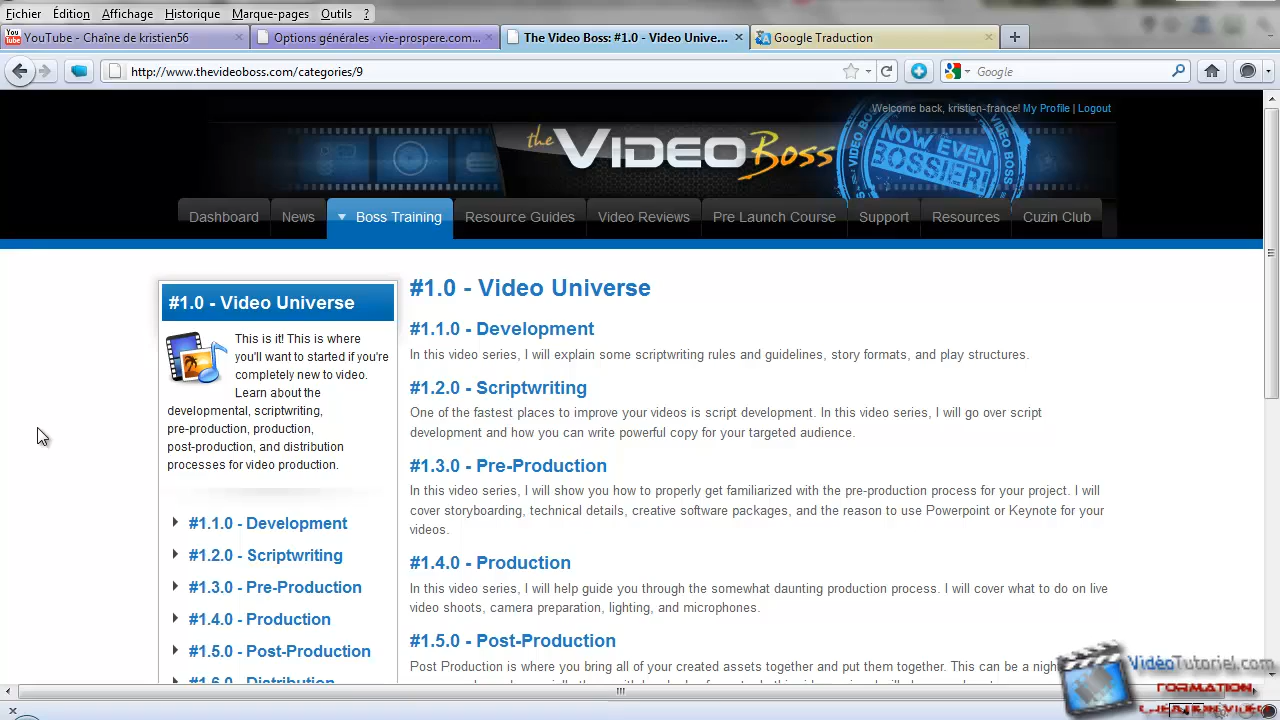 Fichier Édition Affichage Historique Marque-pages Outils ?
YouTube - Chaîne de kristien56
Options générales ‹ vie-prospere.com...
The Video Boss: #1.0 - Video Unive...
Google Traduction
http://www.thevideoboss.com/categories/9
Google
Welcome back, kristien-france! My Profile | Logout
the VIDEO Boss
VIDEO BOSS
NOW EVEN
BOSSIER!
Dashboard News Boss Training Resource Guides Video Reviews Pre Launch Course Support Resources Cuzin Club
#1.0 - Video Universe
This is it! This is where
you'll want to started if you're
completely new to video.
Learn about the
developmental, scriptwriting,
pre-production, production,
post-production, and distribution
processes for video production.
#1.1.0 - Development
#1.2.0 - Scriptwriting
#1.3.0 - Pre-Production
#1.4.0 - Production
#1.5.0 - Post-Production
#1.6.0 - Distribution
#1.0 - Video Universe
#1.1.0 - Development
In this video series, I will explain some scriptwriting rules and guidelines, story formats, and play structures.
#1.2.0 - Scriptwriting
One of the fastest places to improve your videos is script development. In this video series, I will go over script
development and how you can write powerful copy for your targeted audience.
#1.3.0 - Pre-Production
In this video series, I will show you how to properly get familiarized with the pre-production process for your project. I will
cover storyboarding, technical details, creative software packages, and the reason to use Powerpoint or Keynote for your
videos.
#1.4.0 - Production
In this video series, I will help guide you through the somewhat daunting production process. I will cover what to do on live
video shoots, camera preparation, lighting, and microphones.
#1.5.0 - Post-Production
Post Production is where you bring all of your created assets together and put them together. This can be a
VidéoTutoriel.com
FORMATION
CRÉATION VIDÉO